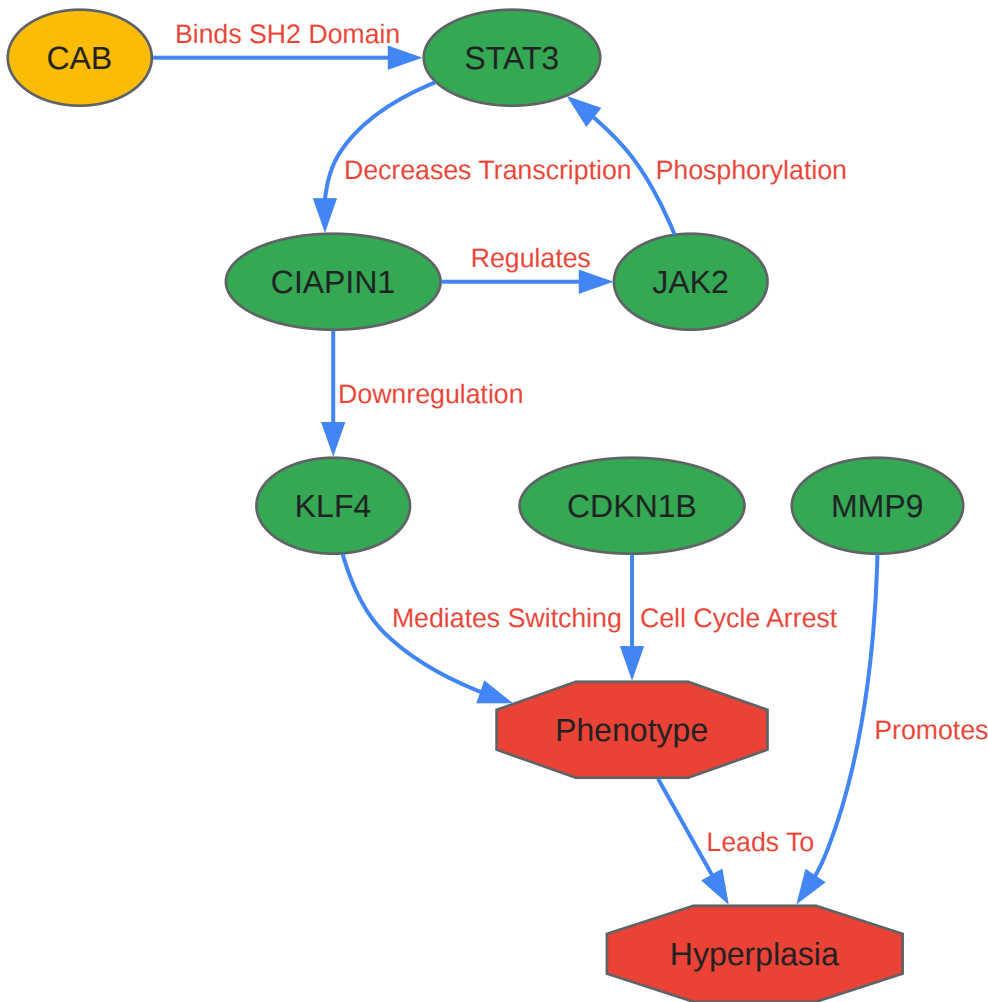 CAB
Binds SH2 Domain
STAT3
Decreases Transcription
Phosphorylation
CIAPIN1
Regulates
JAK2
Downregulation
KLF4
CDKN1B
MMP9
Mediates Switching
Cell Cycle Arrest
Phenotype
Promotes
Leads To
Hyperplasia